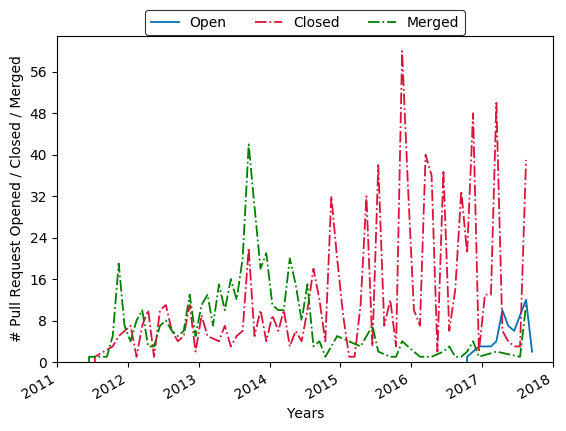 Open Closed Merged
# Pull Request Opened / Closed / Merged
56
48
40
32
24
16
8
0
2011 2012 2013 2014 2015 2016 2017 2018
Years